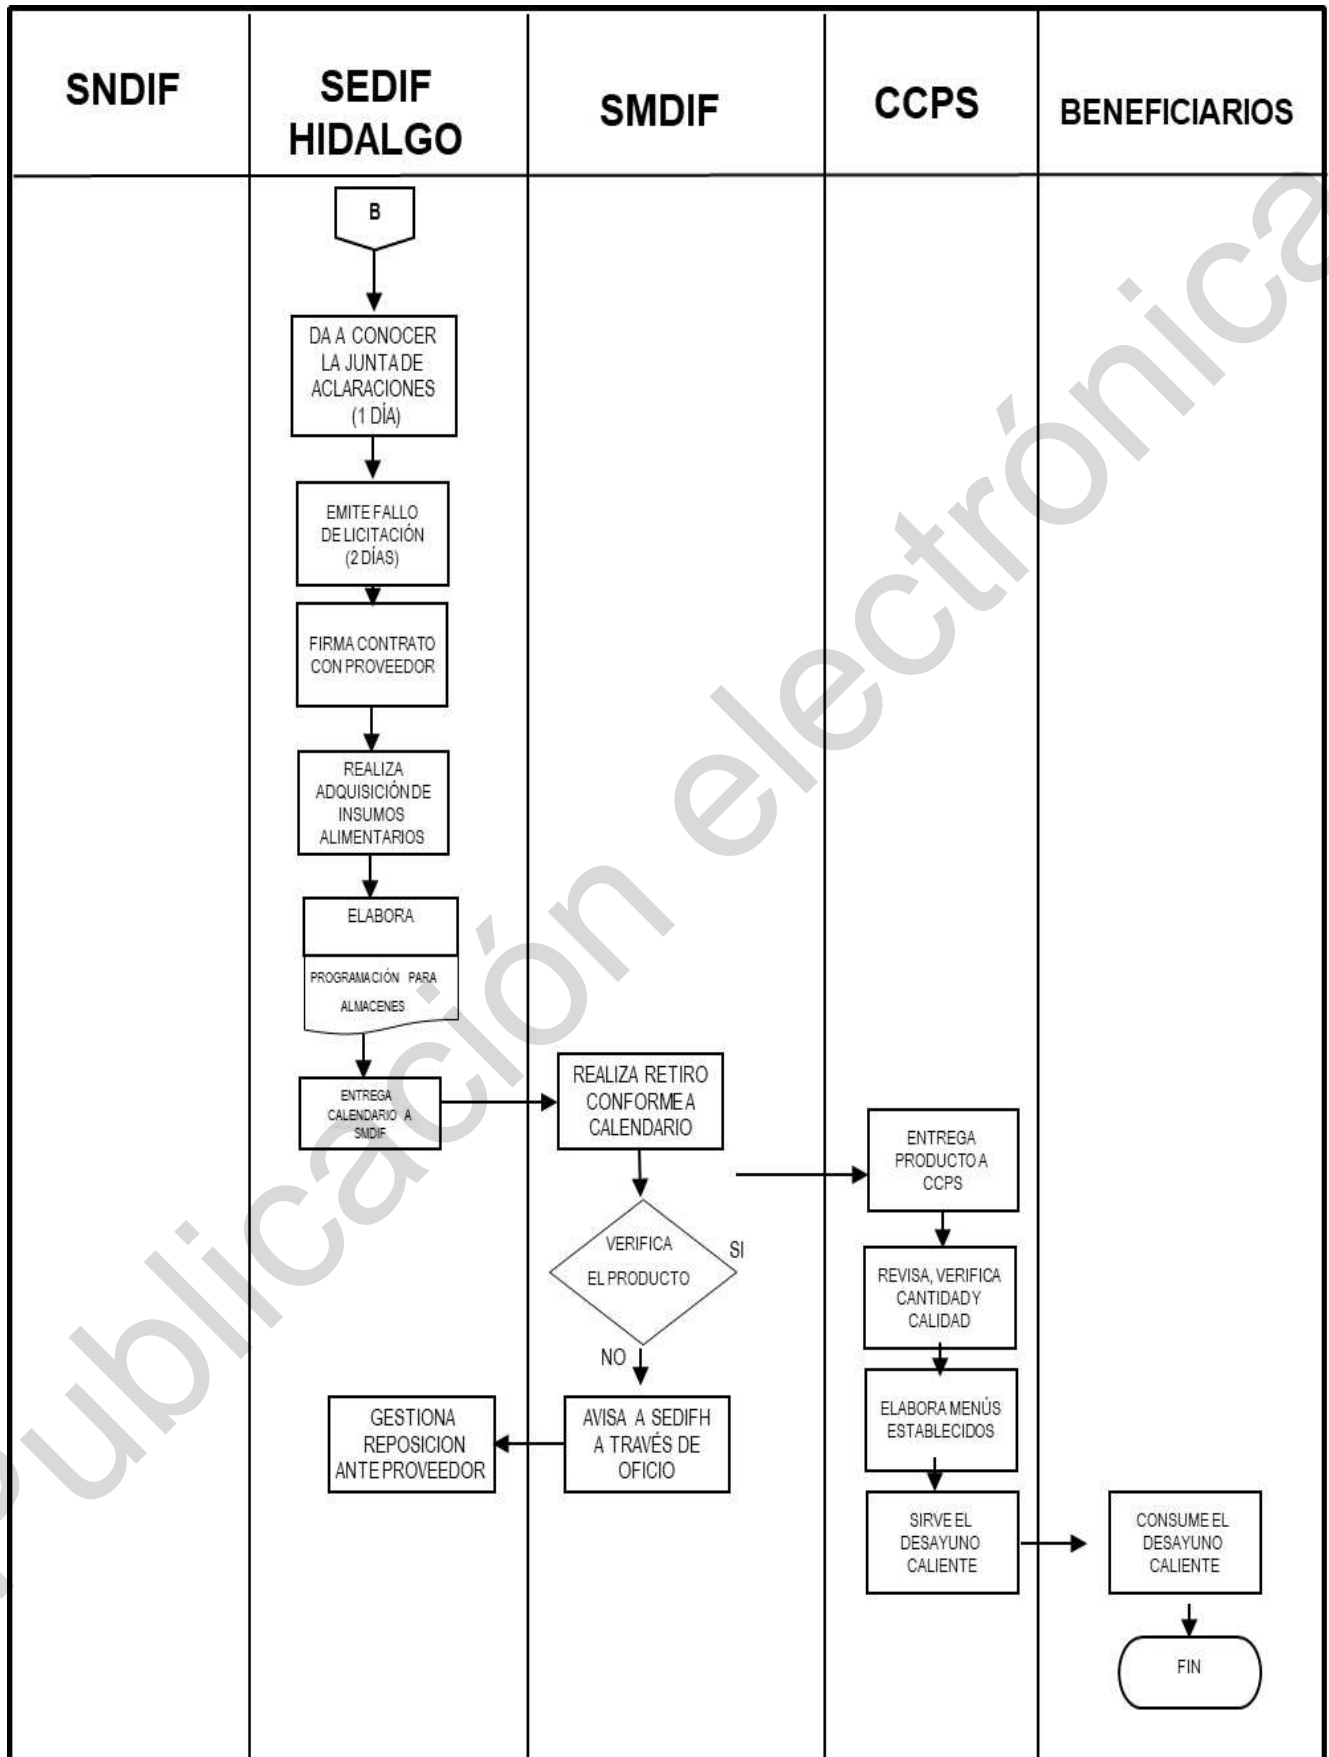 SNDIF
SEDIF
HIDALGO
SMDIF
CCPS
BENEFICIARIOS
B
DA A CONOCER
LA JUNTA DE
ACLARACIONES
(1 DÍA)
EMITE FALLO
DE LICITACIÓN
(2 DÍAS)
FIRMA CONTRATO
CON PROVEEDOR
REALIZA
ADQUISICIÓN DE
INSUMOS
ALIMENTARIOS
ELABORA
PROGRAMACIÓN PARA
ALMACENES
ENTREGA
CALENDARIO A
SMDIF
REALIZA RETIRO
CONFORME A
CALENDARIO
VERIFICA
EL PRODUCTO
SI
NO
AVISA A SEDIFH
A TRAVÉS DE
OFICIO
GESTIONA
REPOSICION
ANTE PROVEEDOR
ENTREGA
PRODUCTO A
CCPS
REVISA, VERIFICA
CANTIDAD Y
CALIDAD
ELABORA MENÚS
ESTABLECIDOS
SIRVE EL
DESAYUNO
CALIENTE
CONSUME EL
DESAYUNO
CALIENTE
FIN
Publicación electrónica